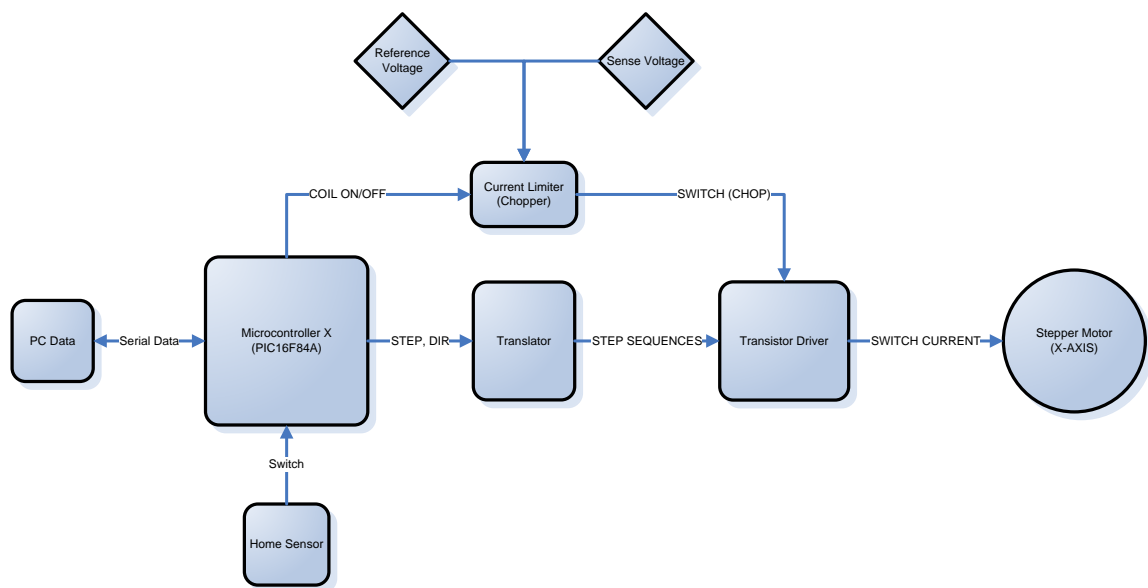 Reference
Voltage
Sense Voltage
Current Limiter
(Chopper)
COIL ON/OFF
SWITCH (CHOP)
PC Data
Serial Data
Microcontroller X
(PIC16F84A)
STEP, DIR
Translator
STEP SEQUENCES
Transistor Driver
SWITCH CURRENT
Stepper Motor
(X-AXIS)
Switch
Home Sensor